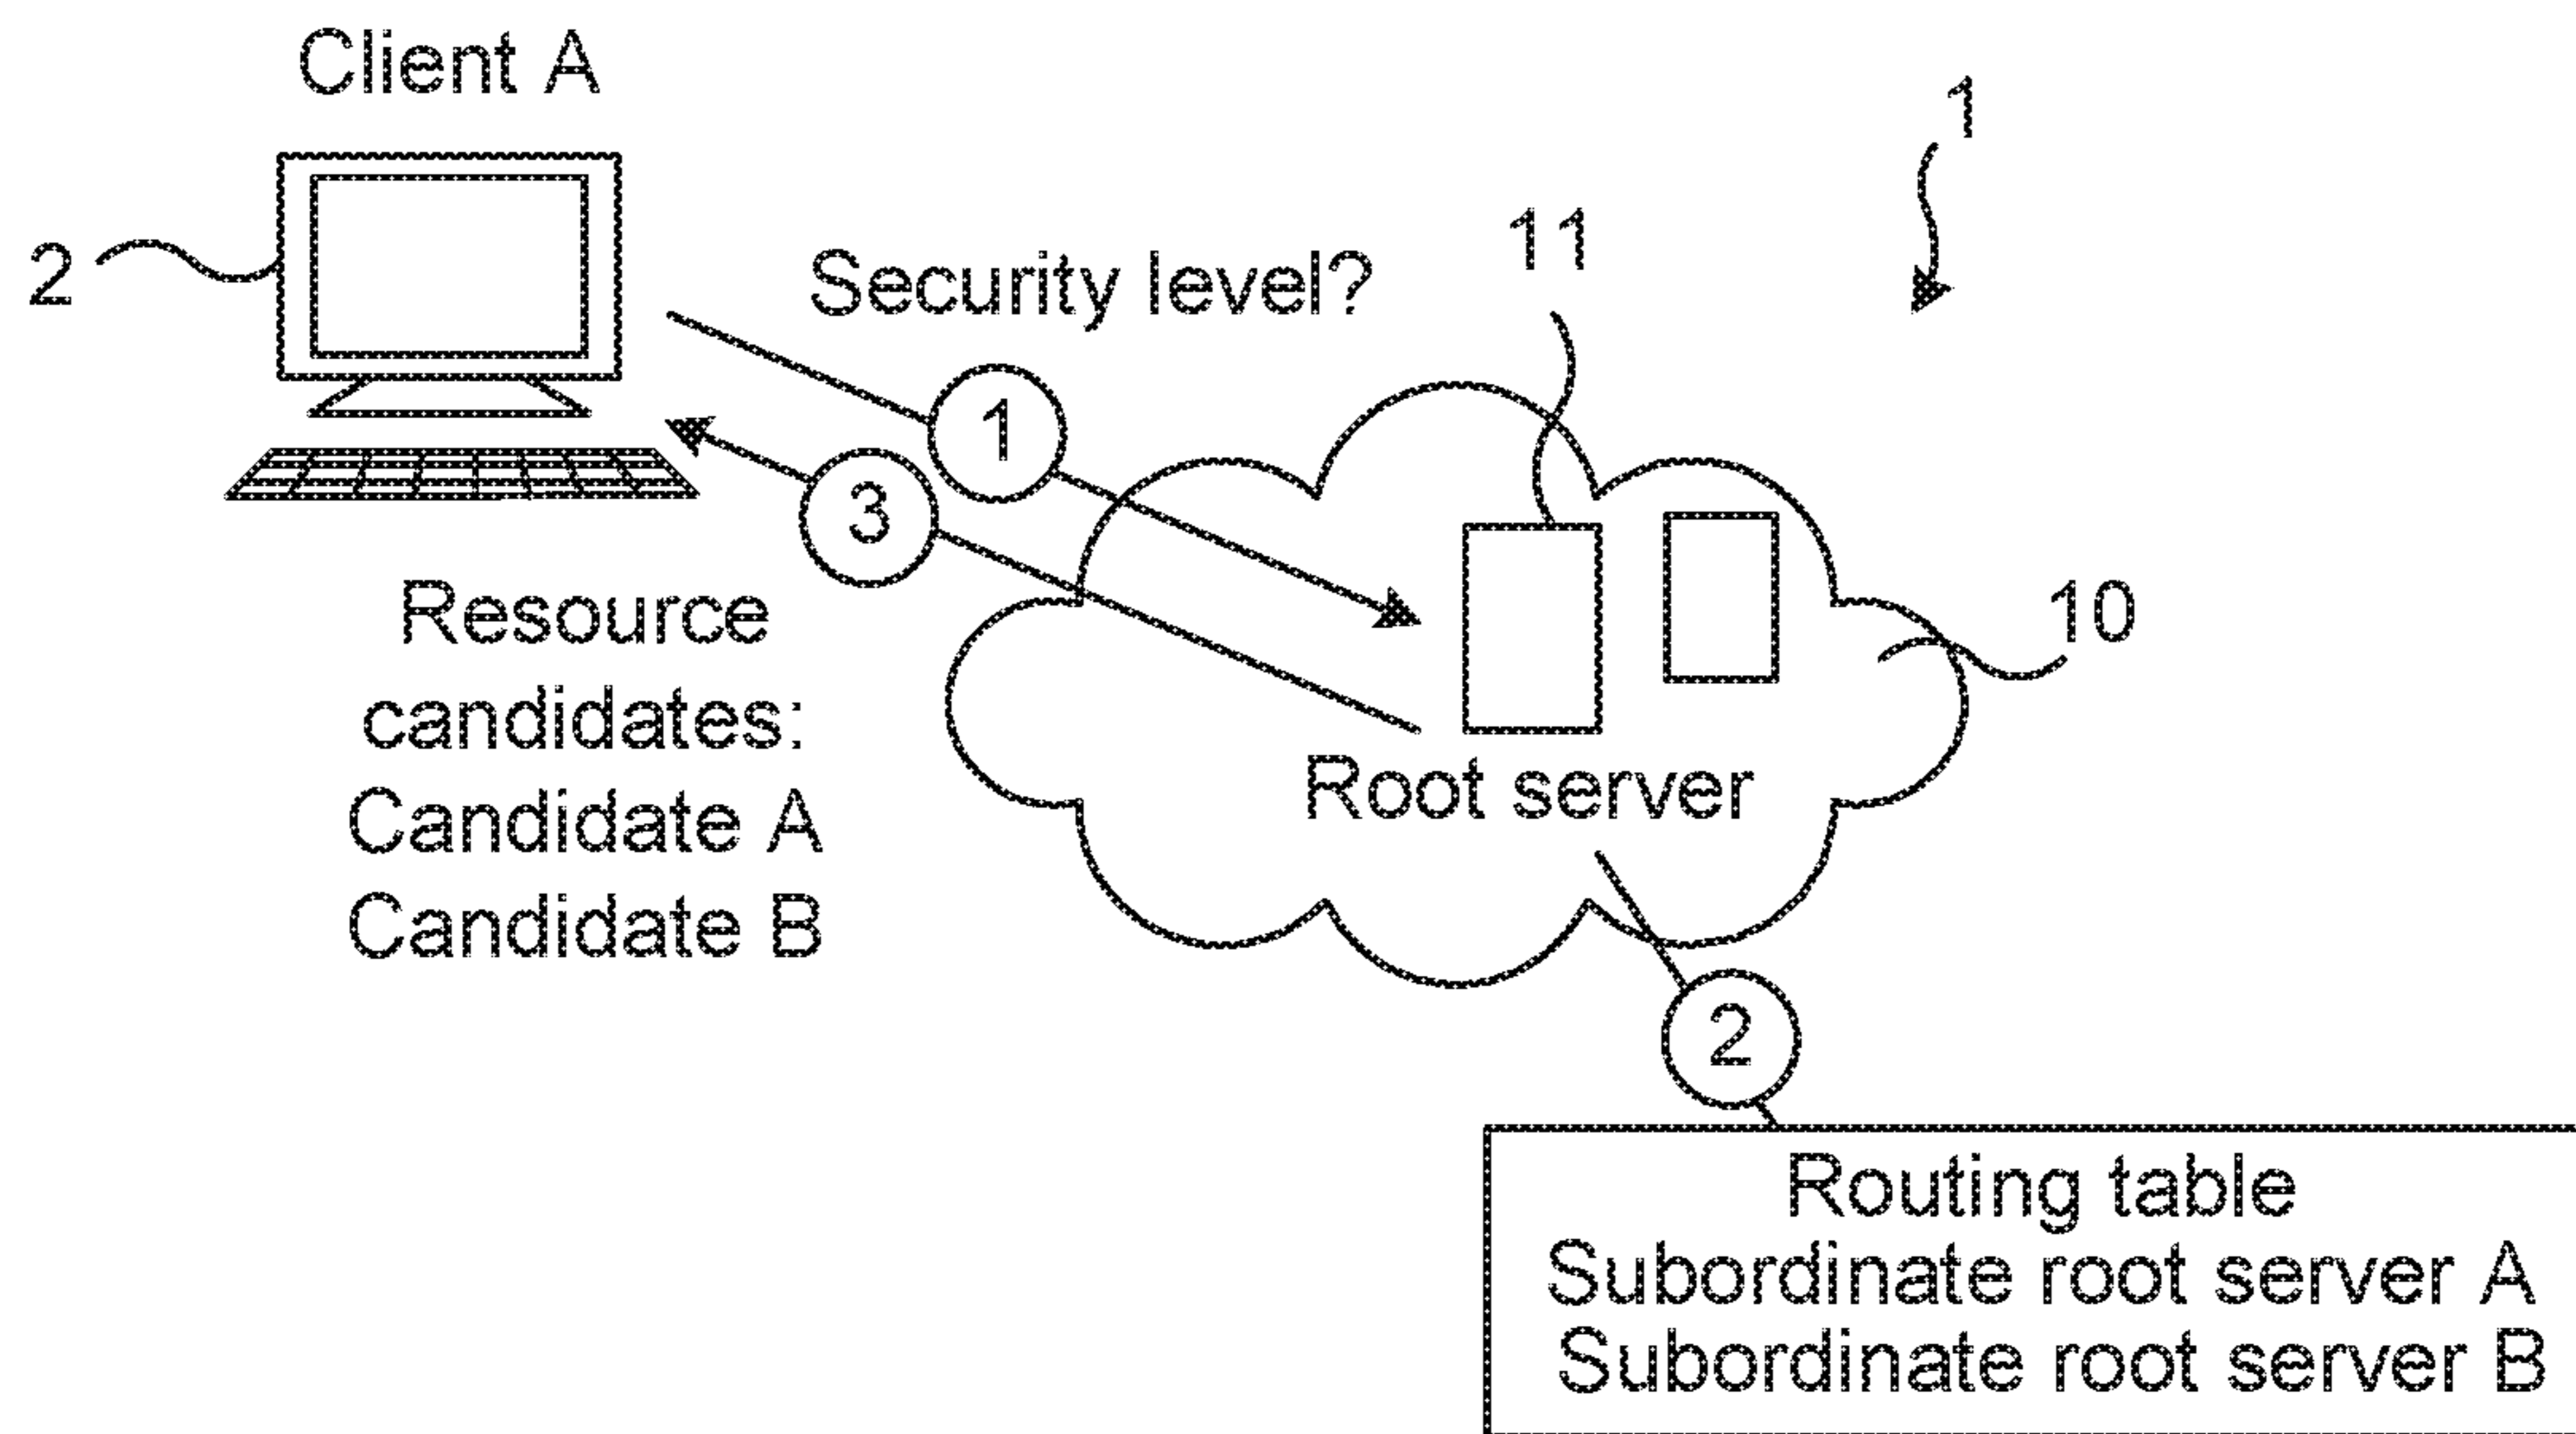 Client A
1
2
Security level?
11
1
3
Resource
candidates:
Candidate A
Candidate B
10
Root server
2
Routing table
Subordinate root server A
Subordinate root server B